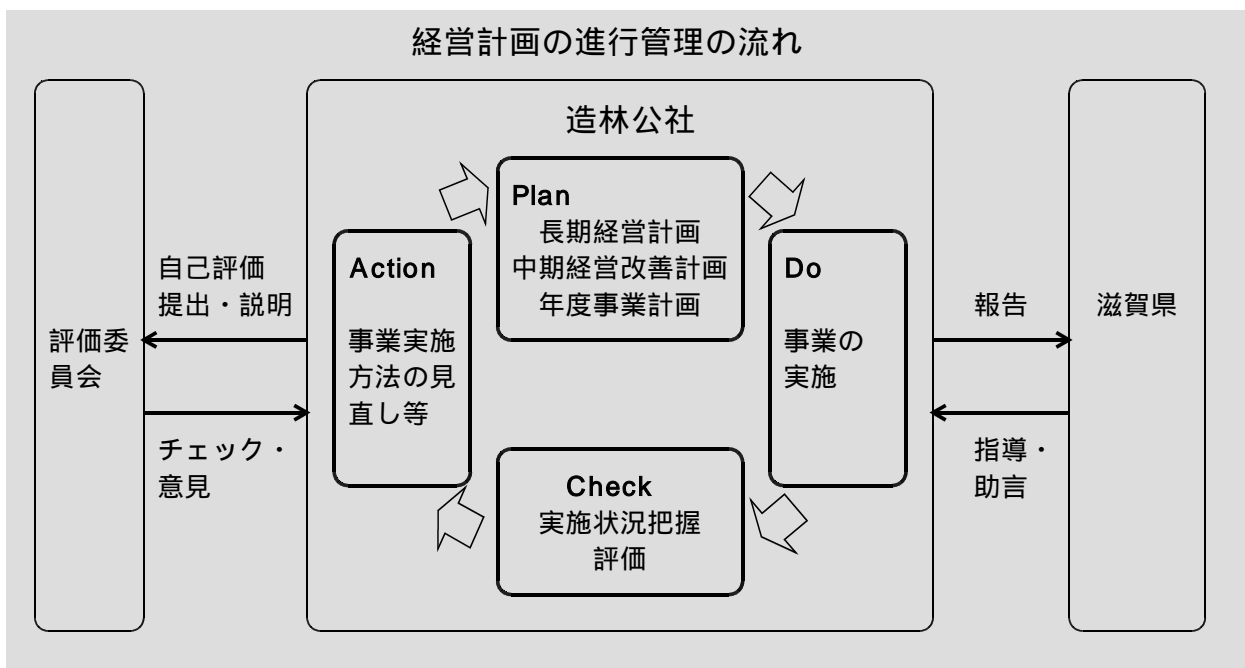 経営計画の進行管理の流れ
造林公社
Plan
長期経営計画
中期経営改善計画
年度事業計画
Do
事業の
実施
Check
実施状況把握
評価
Action
事業実施
方法の見
直し等
評価委
員会
自己評価
提出・説明
チェック・
意見
報告
指導・
助言
滋賀県